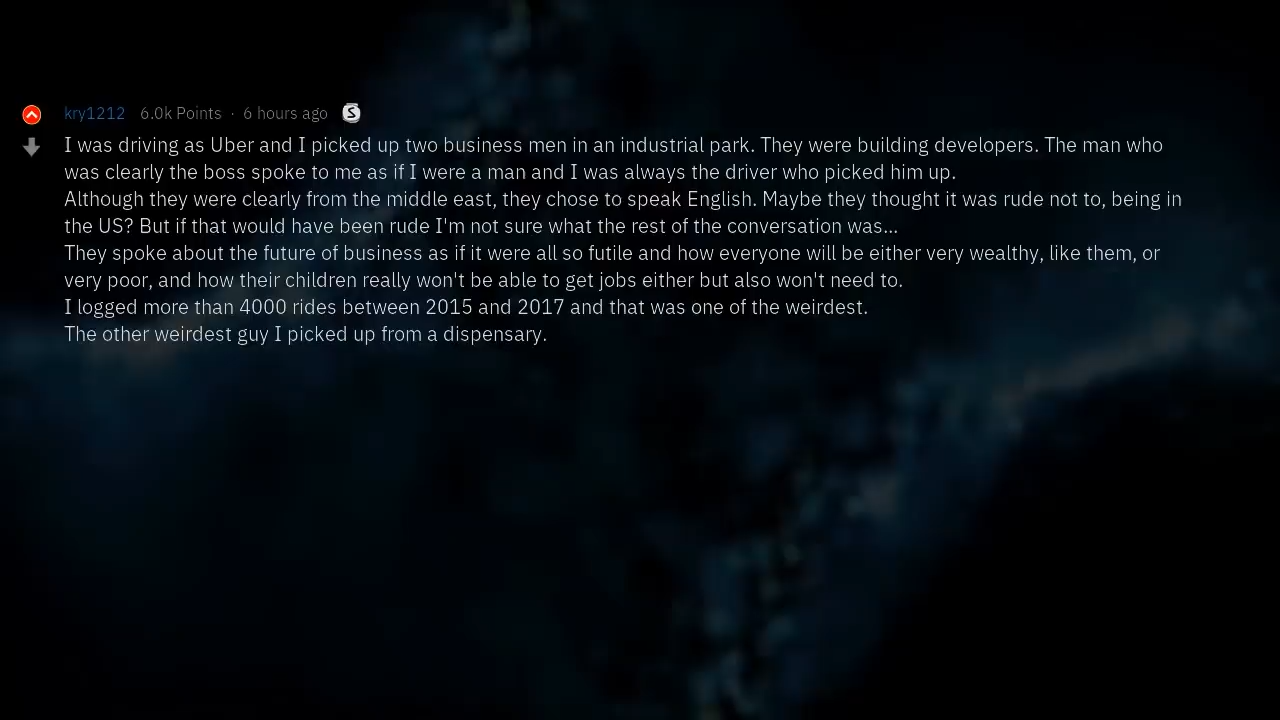 kry1212 6.0k Points · 6 hours ago S
I was driving as Uber and I picked up two business men in an industrial park. They were building developers. The man who
was clearly the boss spoke to me as if I were a man and I was always the driver who picked him up.
Although they were clearly from the middle east, they chose to speak English. Maybe they thought it was rude not to, being in
the US? But if that would have been rude I'm not sure what the rest of the conversation was...
They spoke about the future of business as if it were all so futile and how everyone will be either very wealthy, like them, or
very poor, and how their children really won't be able to get jobs either but also won't need to.
I logged more than 4000 rides between 2015 and 2017 and that was one of the weirdest.
The other weirdest guy I picked up from a dispensary.